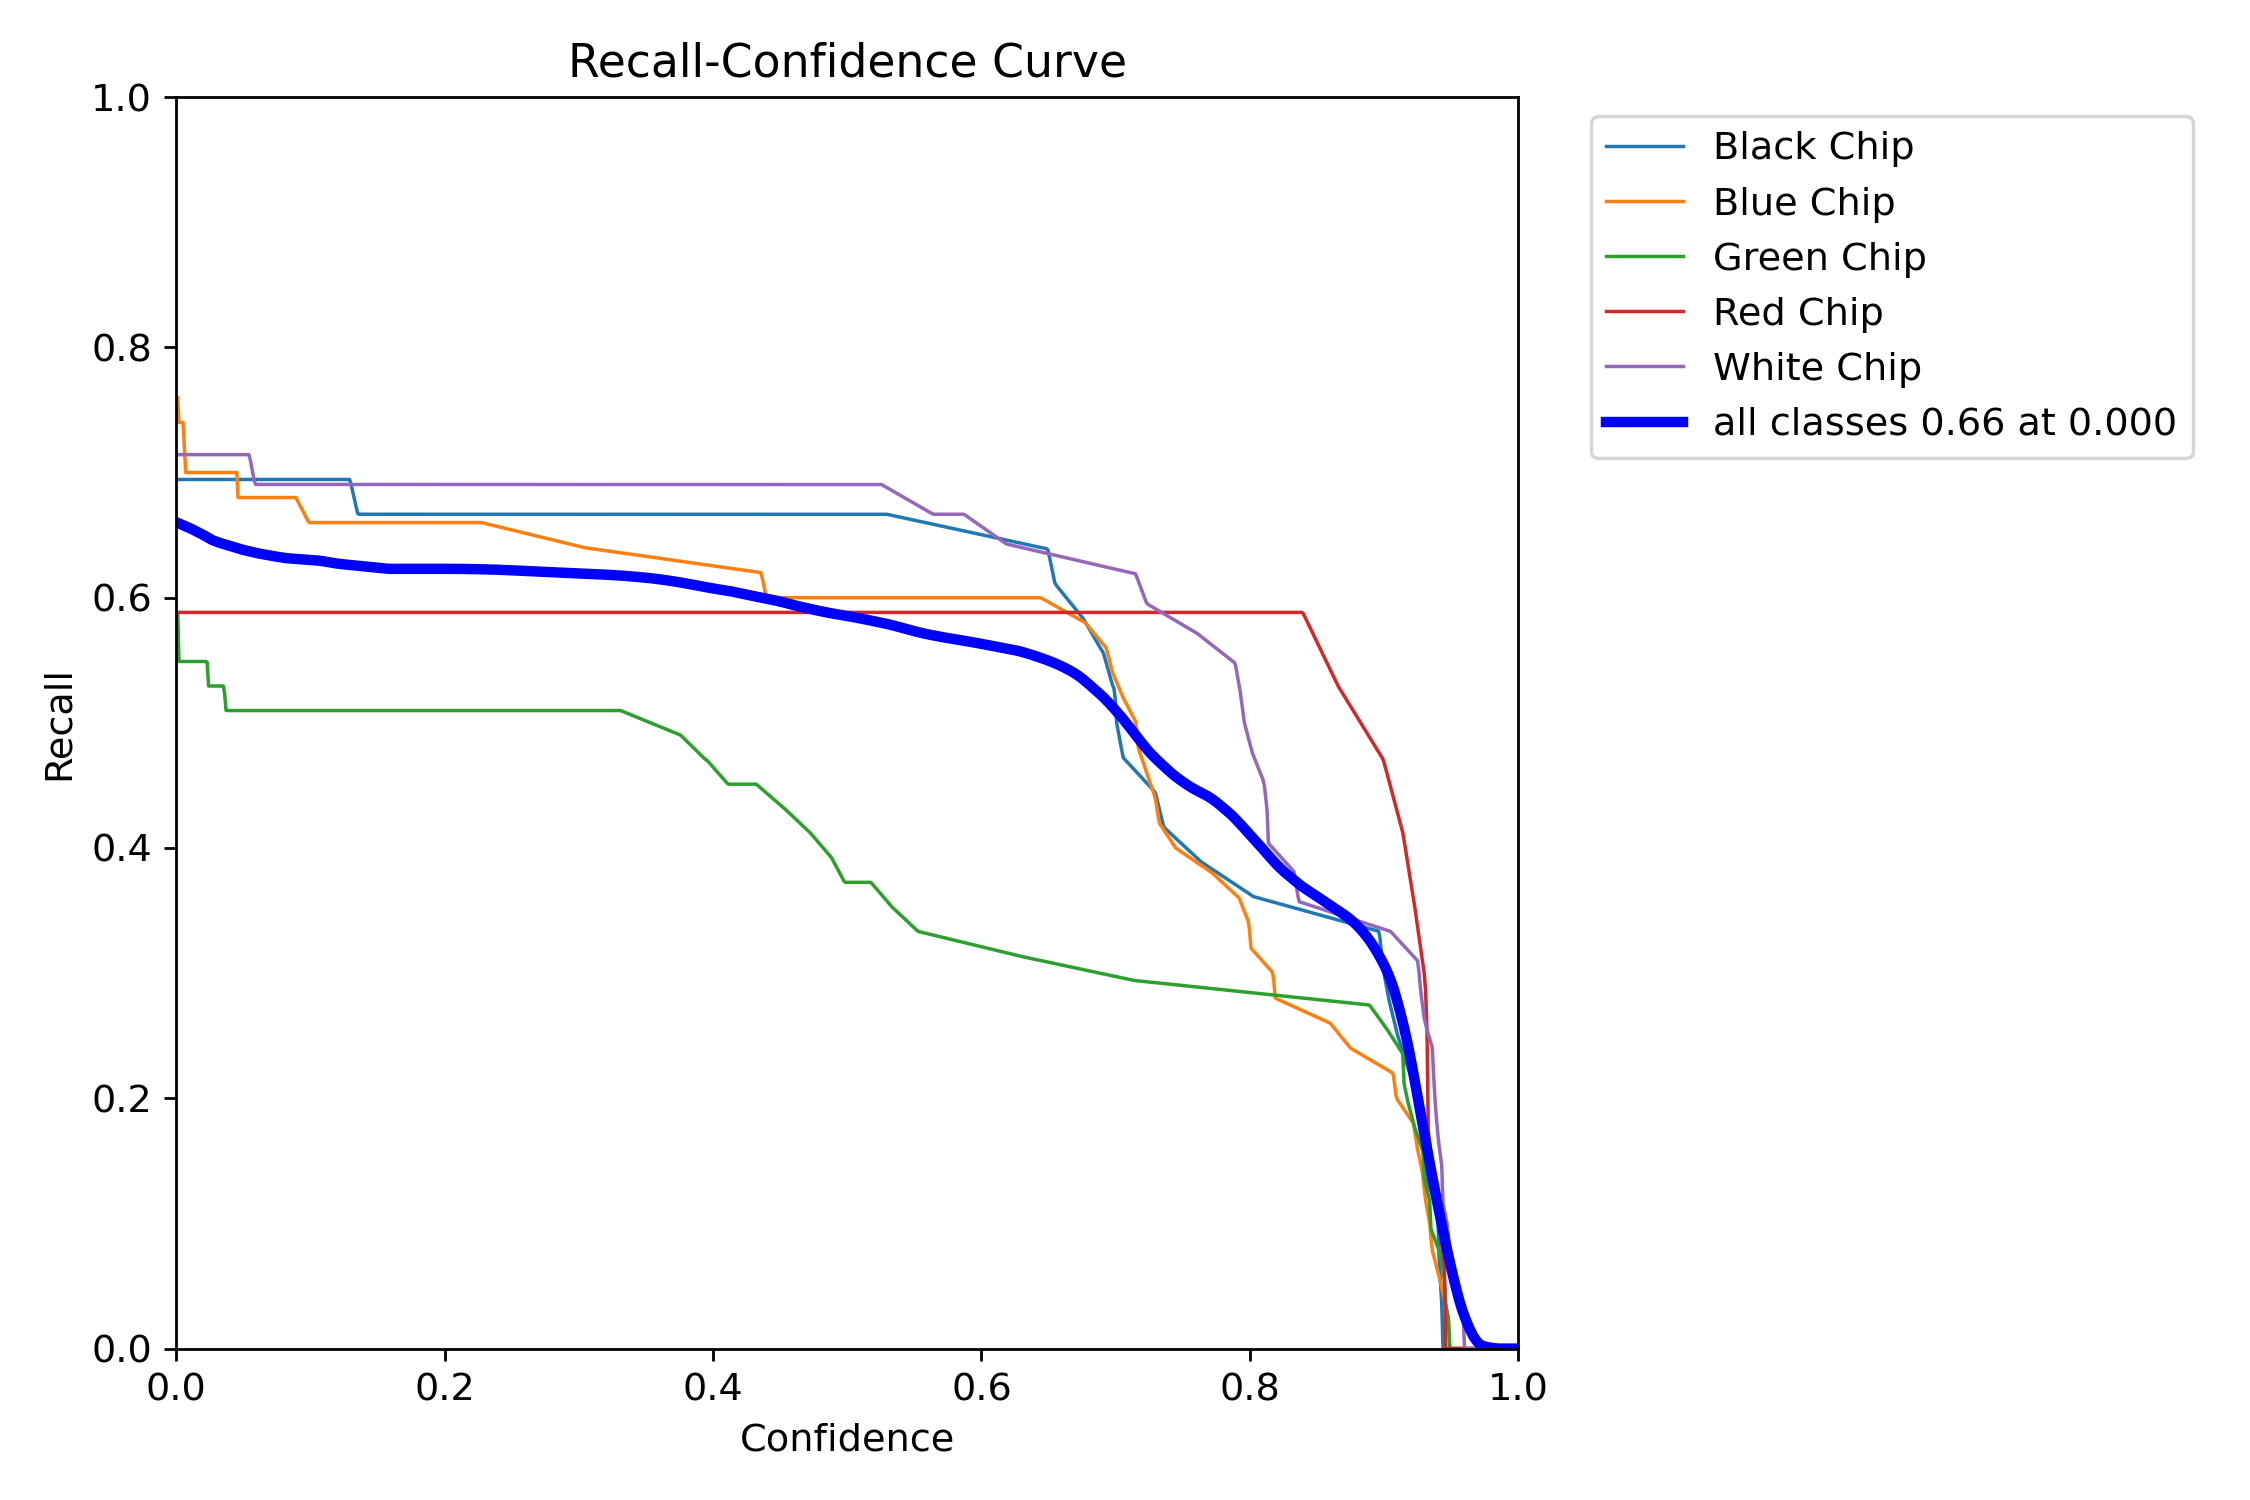 Recall-Confidence Curve
1.0
0.8
0.6
0.4
0.2
0.0
Recall
0.0 0.2 0.4 0.6 0.8 1.0
Confidence
Black Chip
Blue Chip
Green Chip
Red Chip
White Chip
all classes 0.66 at 0.000